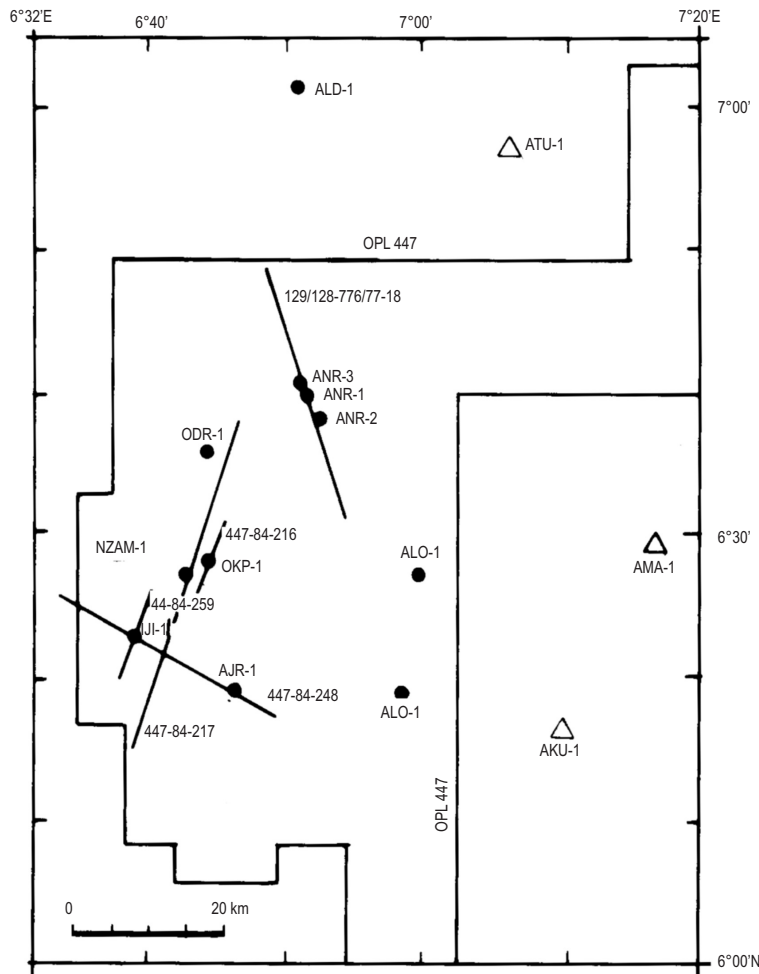 6°32'E
6°40'
7°00'
7°20'E
ALD-1
7°00'
ATU-1
OPL 447
129/128-776/77-18
ANR-3
ANR-1
ANR-2
ODR-1
447-84-216
NZAM-1
OKP-1
ALO-1
6°30'
AMA-1
44-84-259
IJI-1
AJR-1
447-84-248
ALO-1
447-84-217
AKU-1
OPL 447
0
20 km
6°00'N